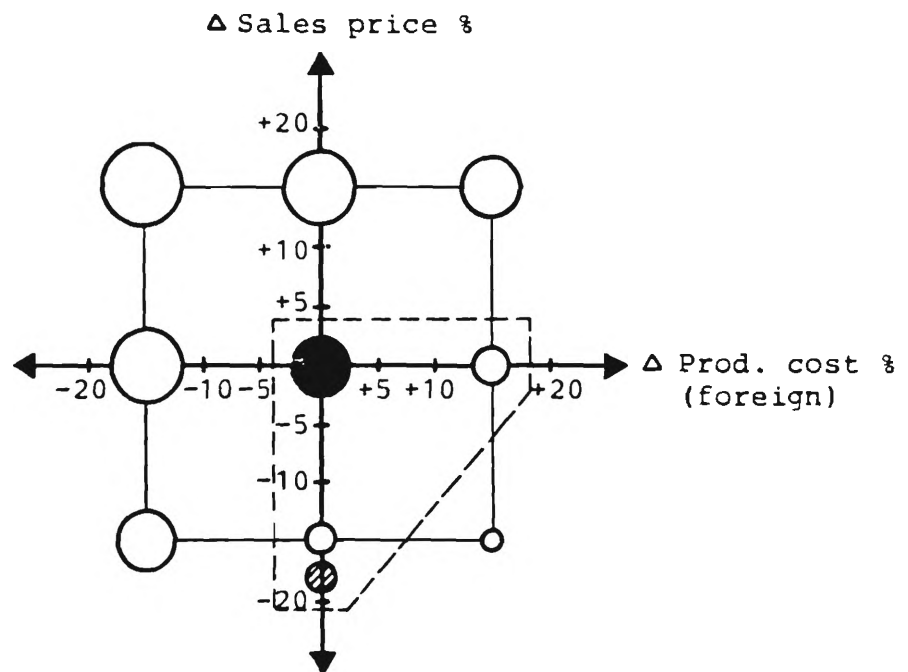 Δ Sales price %
+20
+10
+5
-20 -10 -5 +5 +10 +20
Δ Prod. cost %
(foreign)
-5
-10
-20